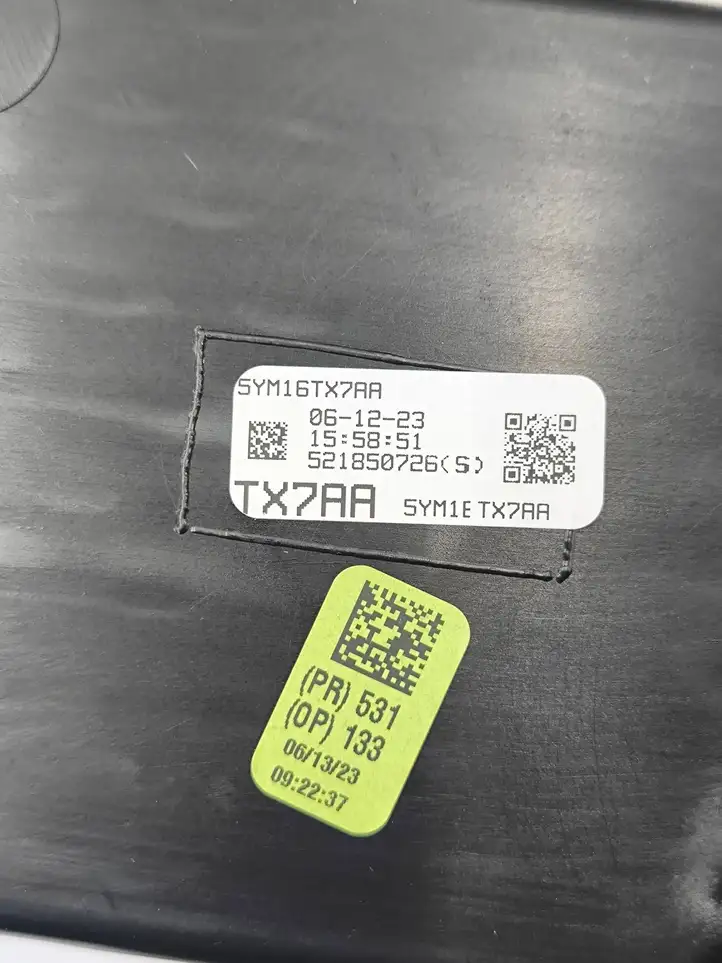 5YM16TX7AA
06-12-23
15:58:51
521850726(S)
TX7AA 5YM1E TX7AA
(PR) 531
(OP) 133
06/13/23
09:22:37